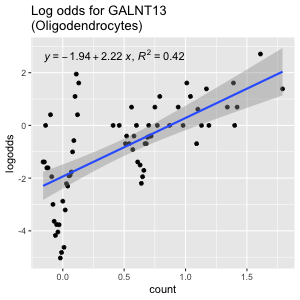 Log odds for GALNT13
(Oligodendrocytes)
y = −1.94 + 2.22 x, R² = 0.42
logodds
2
0
-2
-4
0.0 0.5 1.0 1.5
count